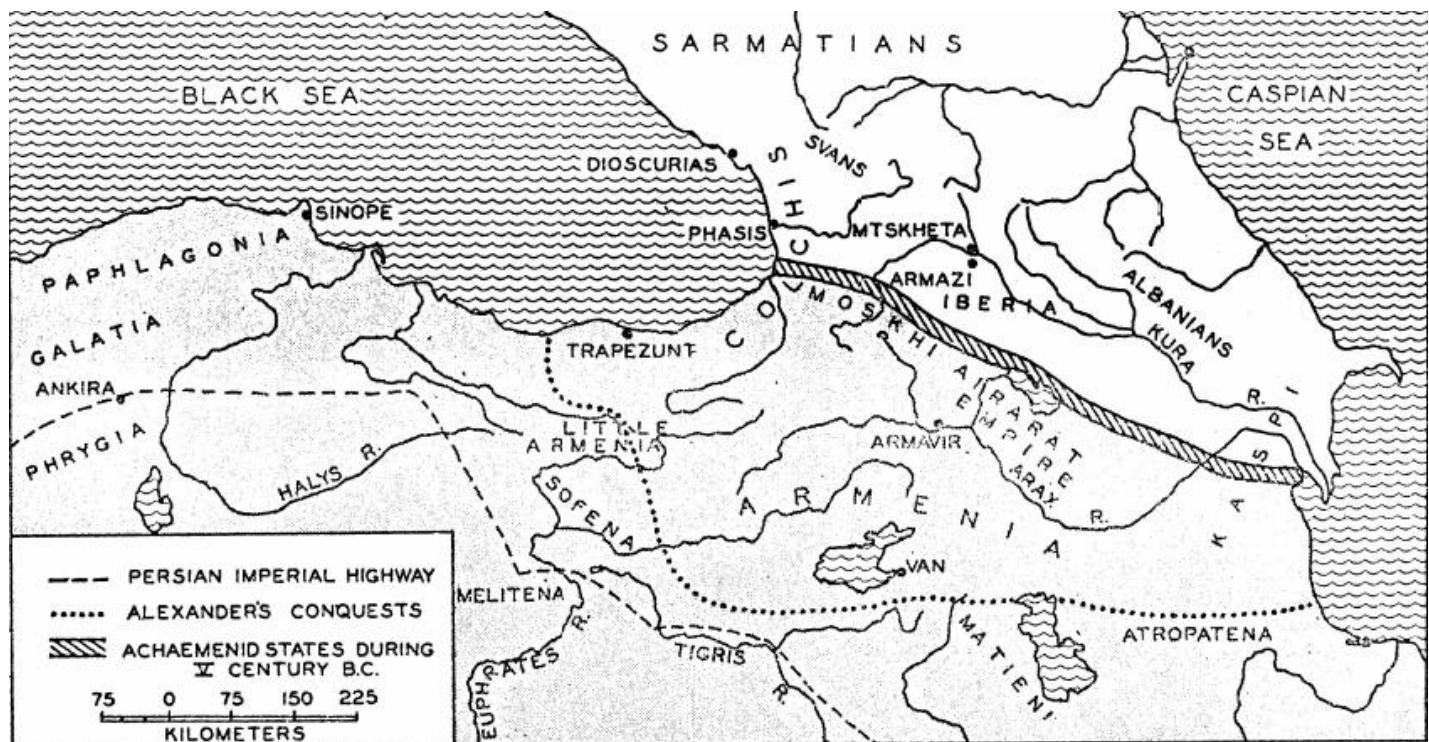 SARMATIANS
BLACK SEA
CASPIAN
SEA
DIOSCURIAS
SVANS
SINOPE
PHASIS
MTSKHETA
COLCHIS
PAPHLAGONIA
ARMAZI
IBERIA
ALBANIANS
GALATIA
TRAPEZUNT
MOSKHI
KURA
R.
ANKIRA
AIRARAT
EMPIRE
KASPI
PHRYGIA
LITTLE
ARMENIA
ARMAVIR
HALYS R.
SOFENA
ARMENIA
ARAX
R.
VAN
MELITENA
ATROPATENA
MATIENI
TIGRIS
R.
EUPHRATES
R.
PERSIAN IMPERIAL HIGHWAY
ALEXANDER'S CONQUESTS
ACHAEMENID STATES DURING
V CENTURY B.C.
75 0 75 150 225
KILOMETERS